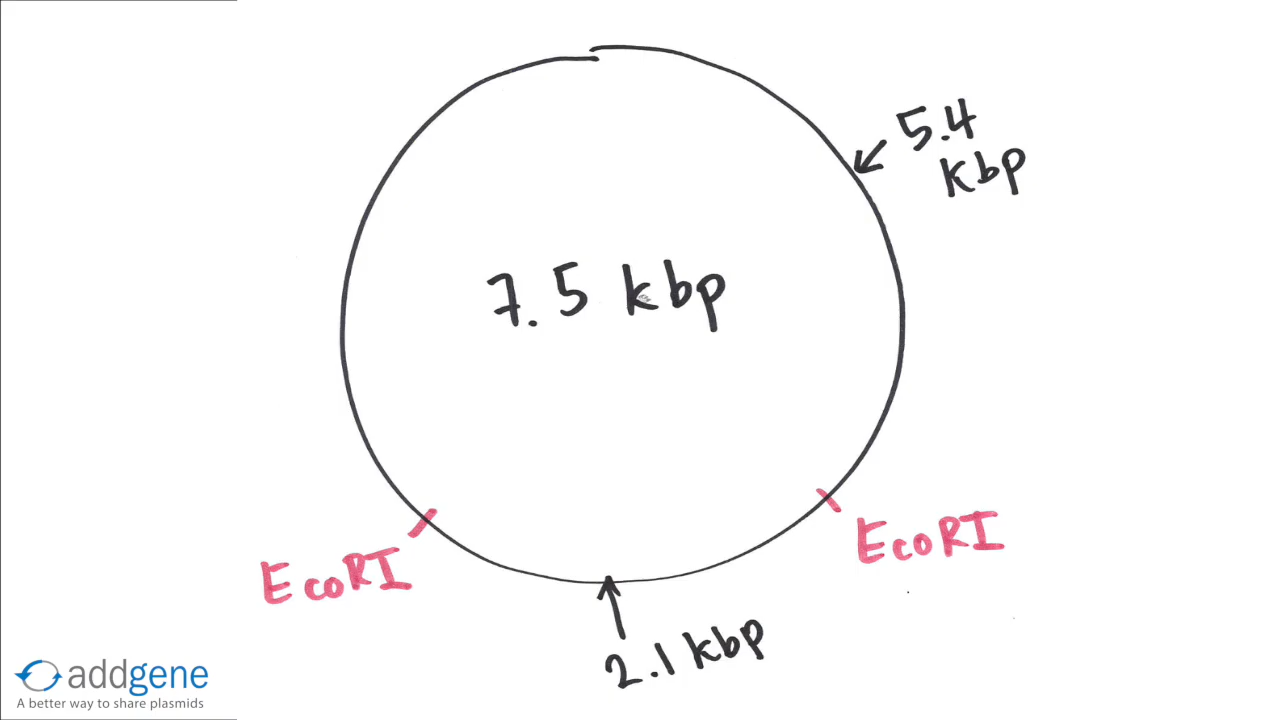 5.4
kbp
7.5 kbp
EcoRI
EcoRI
2.1 kbp
addgene
A better way to share plasmids